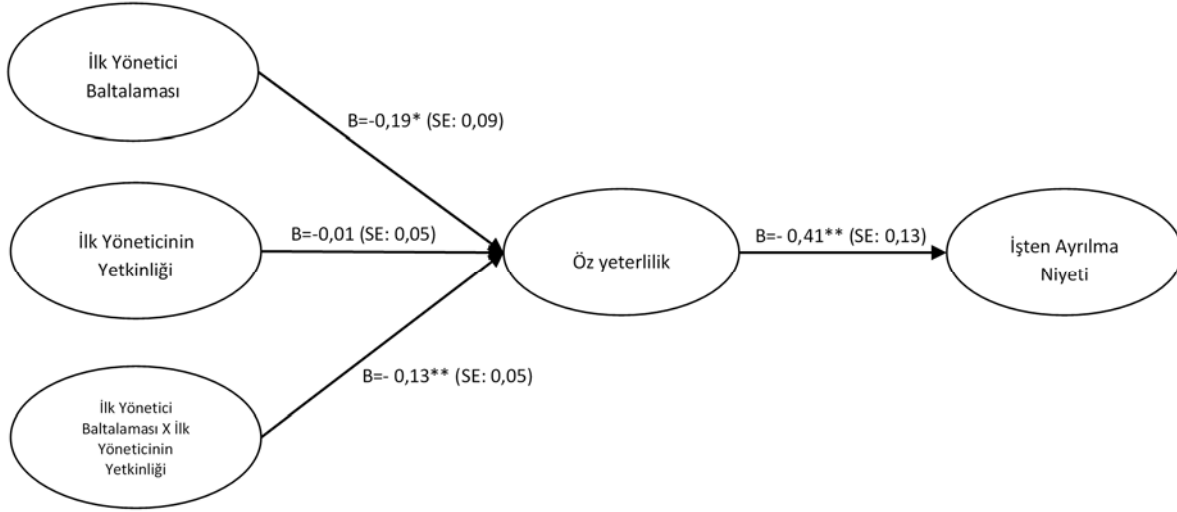 İlk Yönetici
Baltalaması
B=-0,19* (SE: 0,09)
İlk Yöneticinin
Yetkinliği
B=-0,01 (SE: 0,05)
Öz yeterlilik
B=- 0,41** (SE: 0,13)
İşten Ayrılma
Niyeti
B=- 0,13** (SE: 0,05)
İlk Yönetici
Baltalaması X İlk
Yöneticinin
Yetkinliği